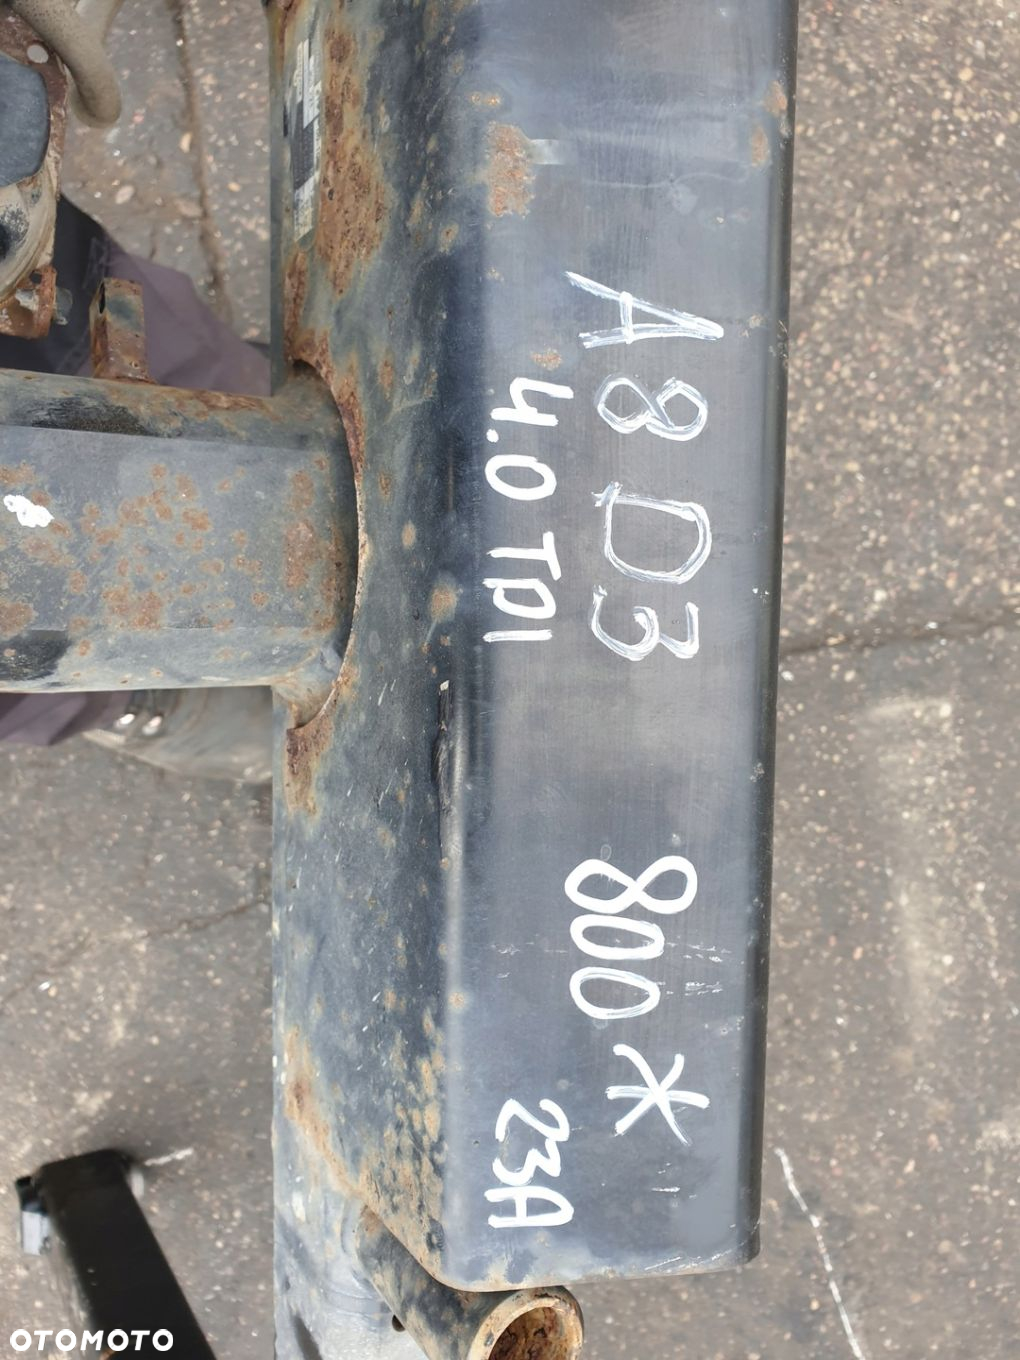 A8 D3 800 *
4.0 TDI 23A
OTOMOTO